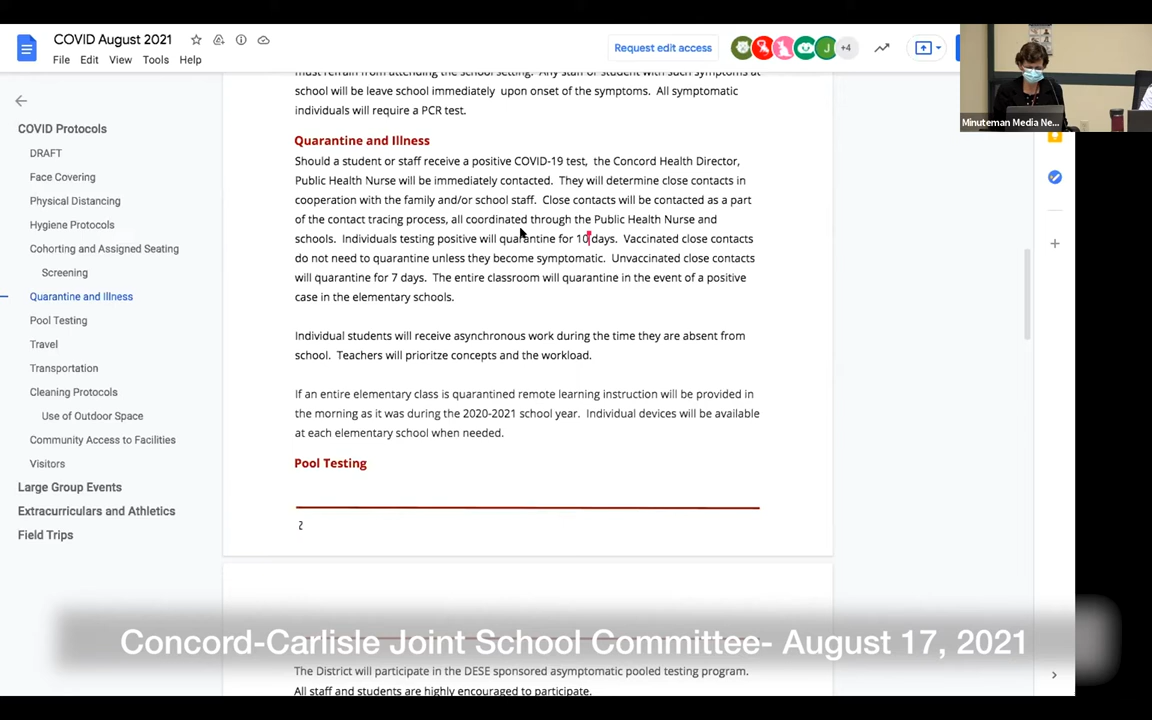 COVID August 2021
File Edit View Tools Help
Request edit access
J +4
Minuteman Media Ne...
COVID Protocols
DRAFT
Face Covering
Physical Distancing
Hygiene Protocols
Cohorting and Assigned Seating
Screening
Quarantine and Illness
Pool Testing
Travel
Transportation
Cleaning Protocols
Use of Outdoor Space
Community Access to Facilities
Visitors
Large Group Events
Extracurriculars and Athletics
Field Trips
must remain from attending the school setting. Any staff or student with such symptoms at
school will be leave school immediately upon onset of the symptoms. All symptomatic
individuals will require a PCR test.
Quarantine and Illness
Should a student or staff receive a positive COVID-19 test, the Concord Health Director,
Public Health Nurse will be immediately contacted. They will determine close contacts in
cooperation with the family and/or school staff. Close contacts will be contacted as a part
of the contact tracing process, all coordinated through the Public Health Nurse and
schools. Individuals testing positive will quarantine for 10 days. Vaccinated close contacts
do not need to quarantine unless they become symptomatic. Unvaccinated close contacts
will quarantine for 7 days. The entire classroom will quarantine in the event of a positive
case in the elementary schools.
Individual students will receive asynchronous work during the time they are absent from
school. Teachers will prioritze concepts and the workload.
If an entire elementary class is quarantined remote learning instruction will be provided in
the morning as it was during the 2020-2021 school year. Individual devices will be available
at each elementary school when needed.
Pool Testing
2
Concord-Carlisle Joint School Committee- August 17, 2021
The District will participate in the DESE sponsored asymptomatic pooled testing program.
All staff and students are highly encouraged to participate.